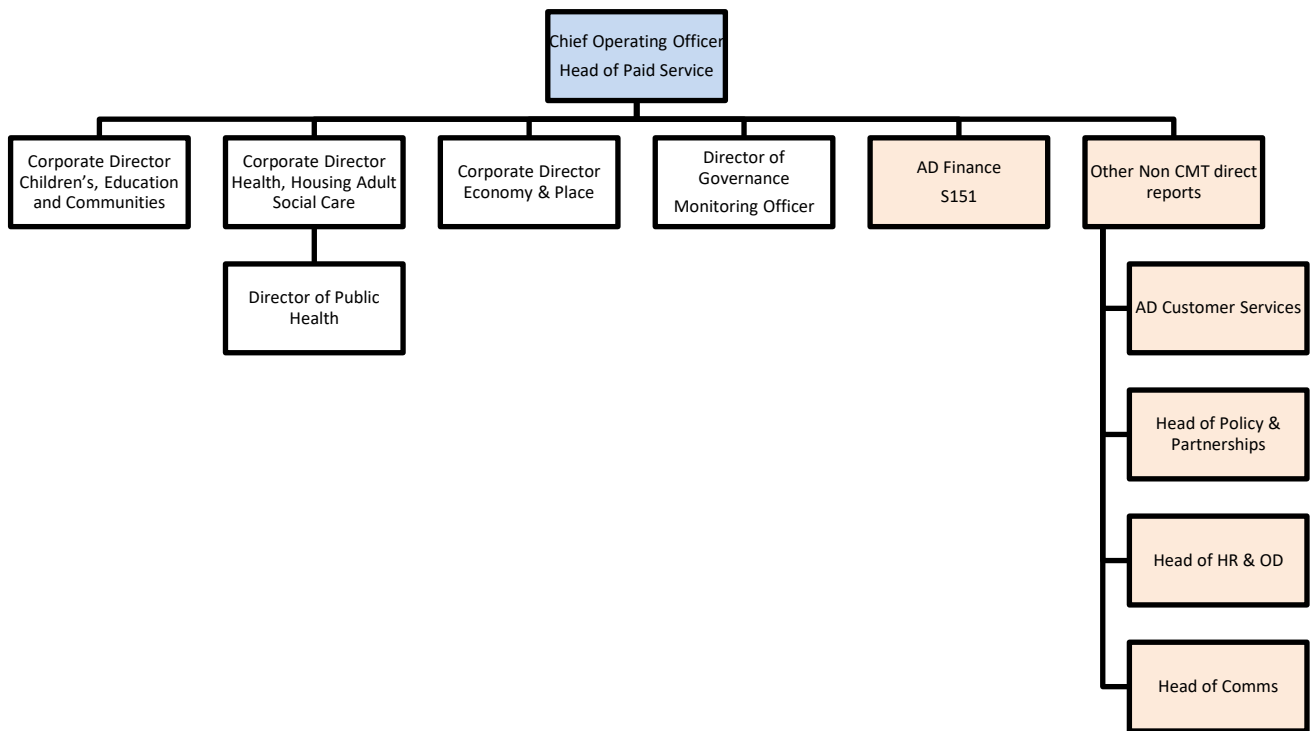 Chief Operating Officer
Head of Paid Service
Corporate Director
Children's, Education
and Communities
Corporate Director
Health, Housing Adult
Social Care
Corporate Director
Economy & Place
Director of
Governance
Monitoring Officer
AD Finance
S151
Other Non CMT direct
reports
Director of Public
Health
AD Customer Services
Head of Policy &
Partnerships
Head of HR & OD
Head of Comms